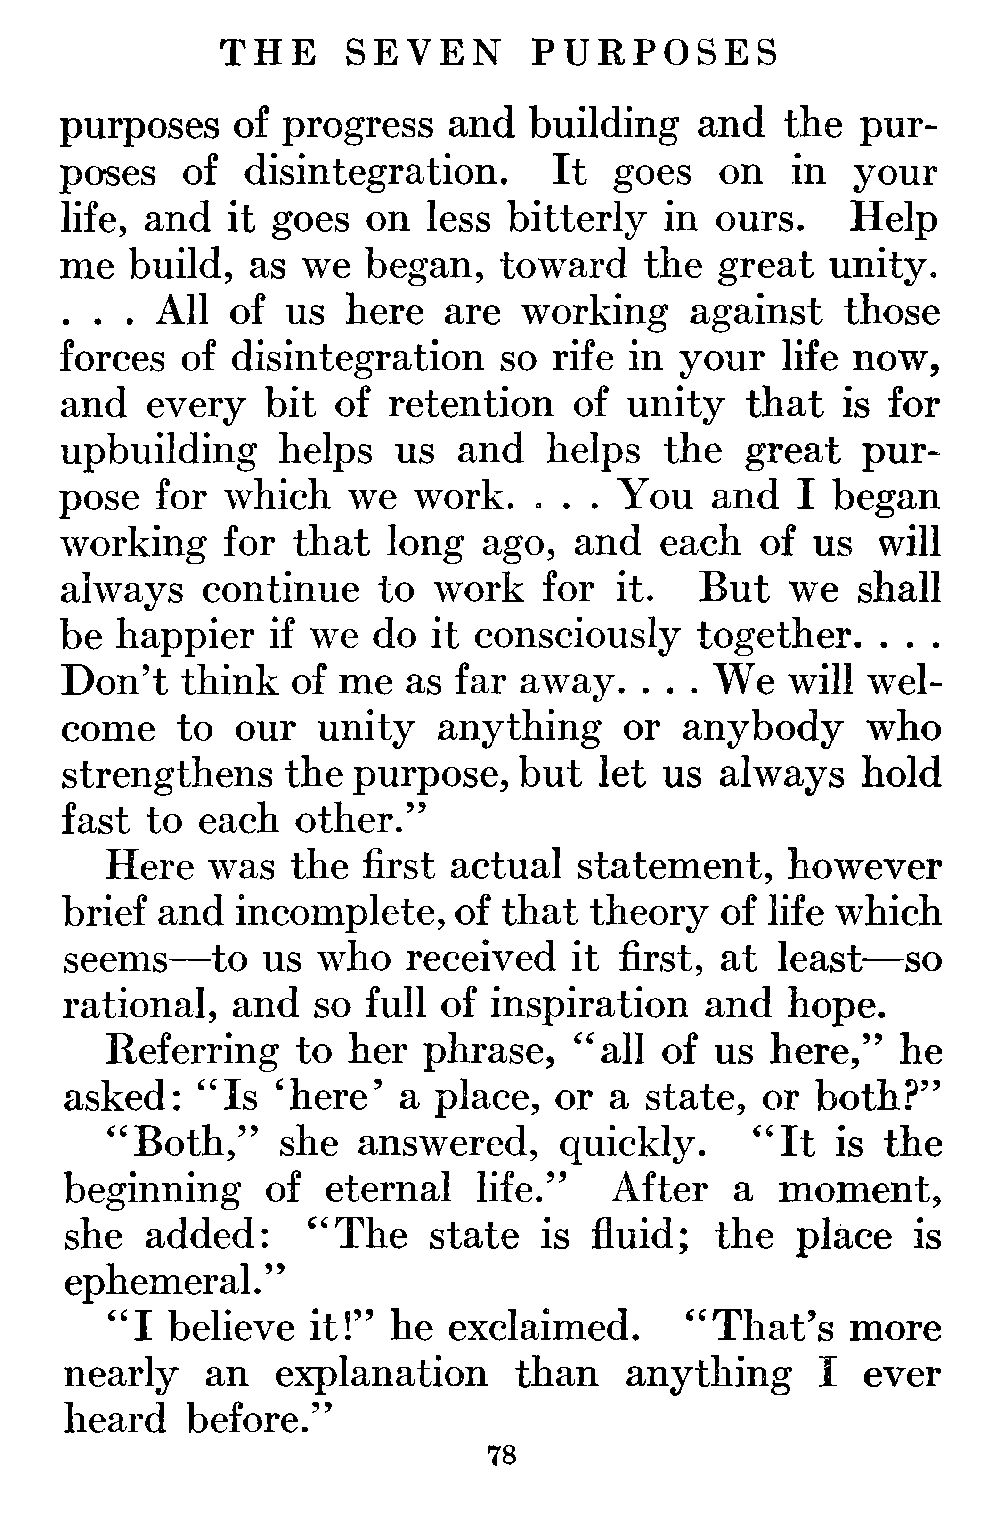 THE SEVEN PURPOSES
purposes of progress and building and the pur-
poses of disintegration. It goes on in your
life, and it goes on less bitterly in ours. Help
me build, as we began, toward the great unity.
. . . All of us here are working against those
forces of disintegration so rife in your life now,
and every bit of retention of unity that is for
upbuilding helps us and helps the great pur-
pose for which we work. . . . You and I began
working for that long ago, and each of us will
always continue to work for it. But we shall
be happier if we do it consciously together. . . .
Don't think of me as far away. . . . We will wel-
come to our unity anything or anybody who
strengthens the purpose, but let us always hold
fast to each other."
Here was the first actual statement, however
brief and incomplete, of that theory of life which
seems—to us who received it first, at least—so
rational, and so full of inspiration and hope.
Referring to her phrase, "all of us here," he
asked: "Is 'here' a place, or a state, or both?"
"Both," she answered, quickly. "It is the
beginning of eternal life." After a moment,
she added: "The state is fluid; the place is
ephemeral."
"I believe it!" he exclaimed. "That's more
nearly an explanation than anything I ever
heard before."
78